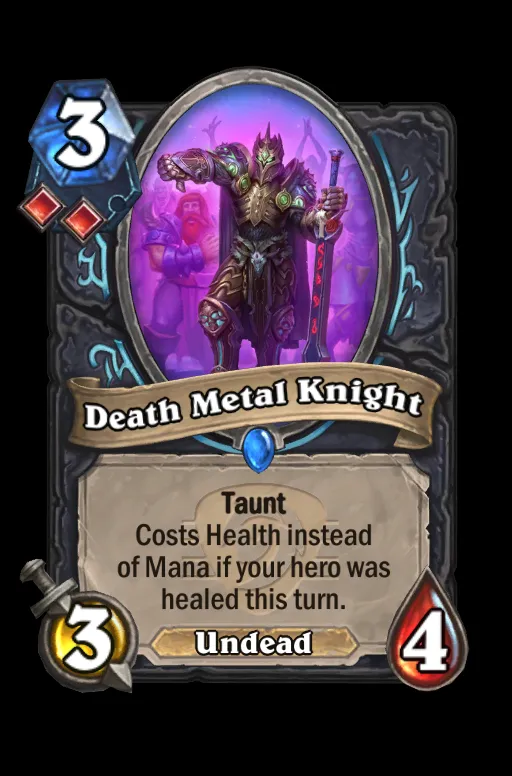 3
Death Metal Knight
Taunt
Costs Health instead
of Mana if your hero was
healed this turn.
3
Undead
4